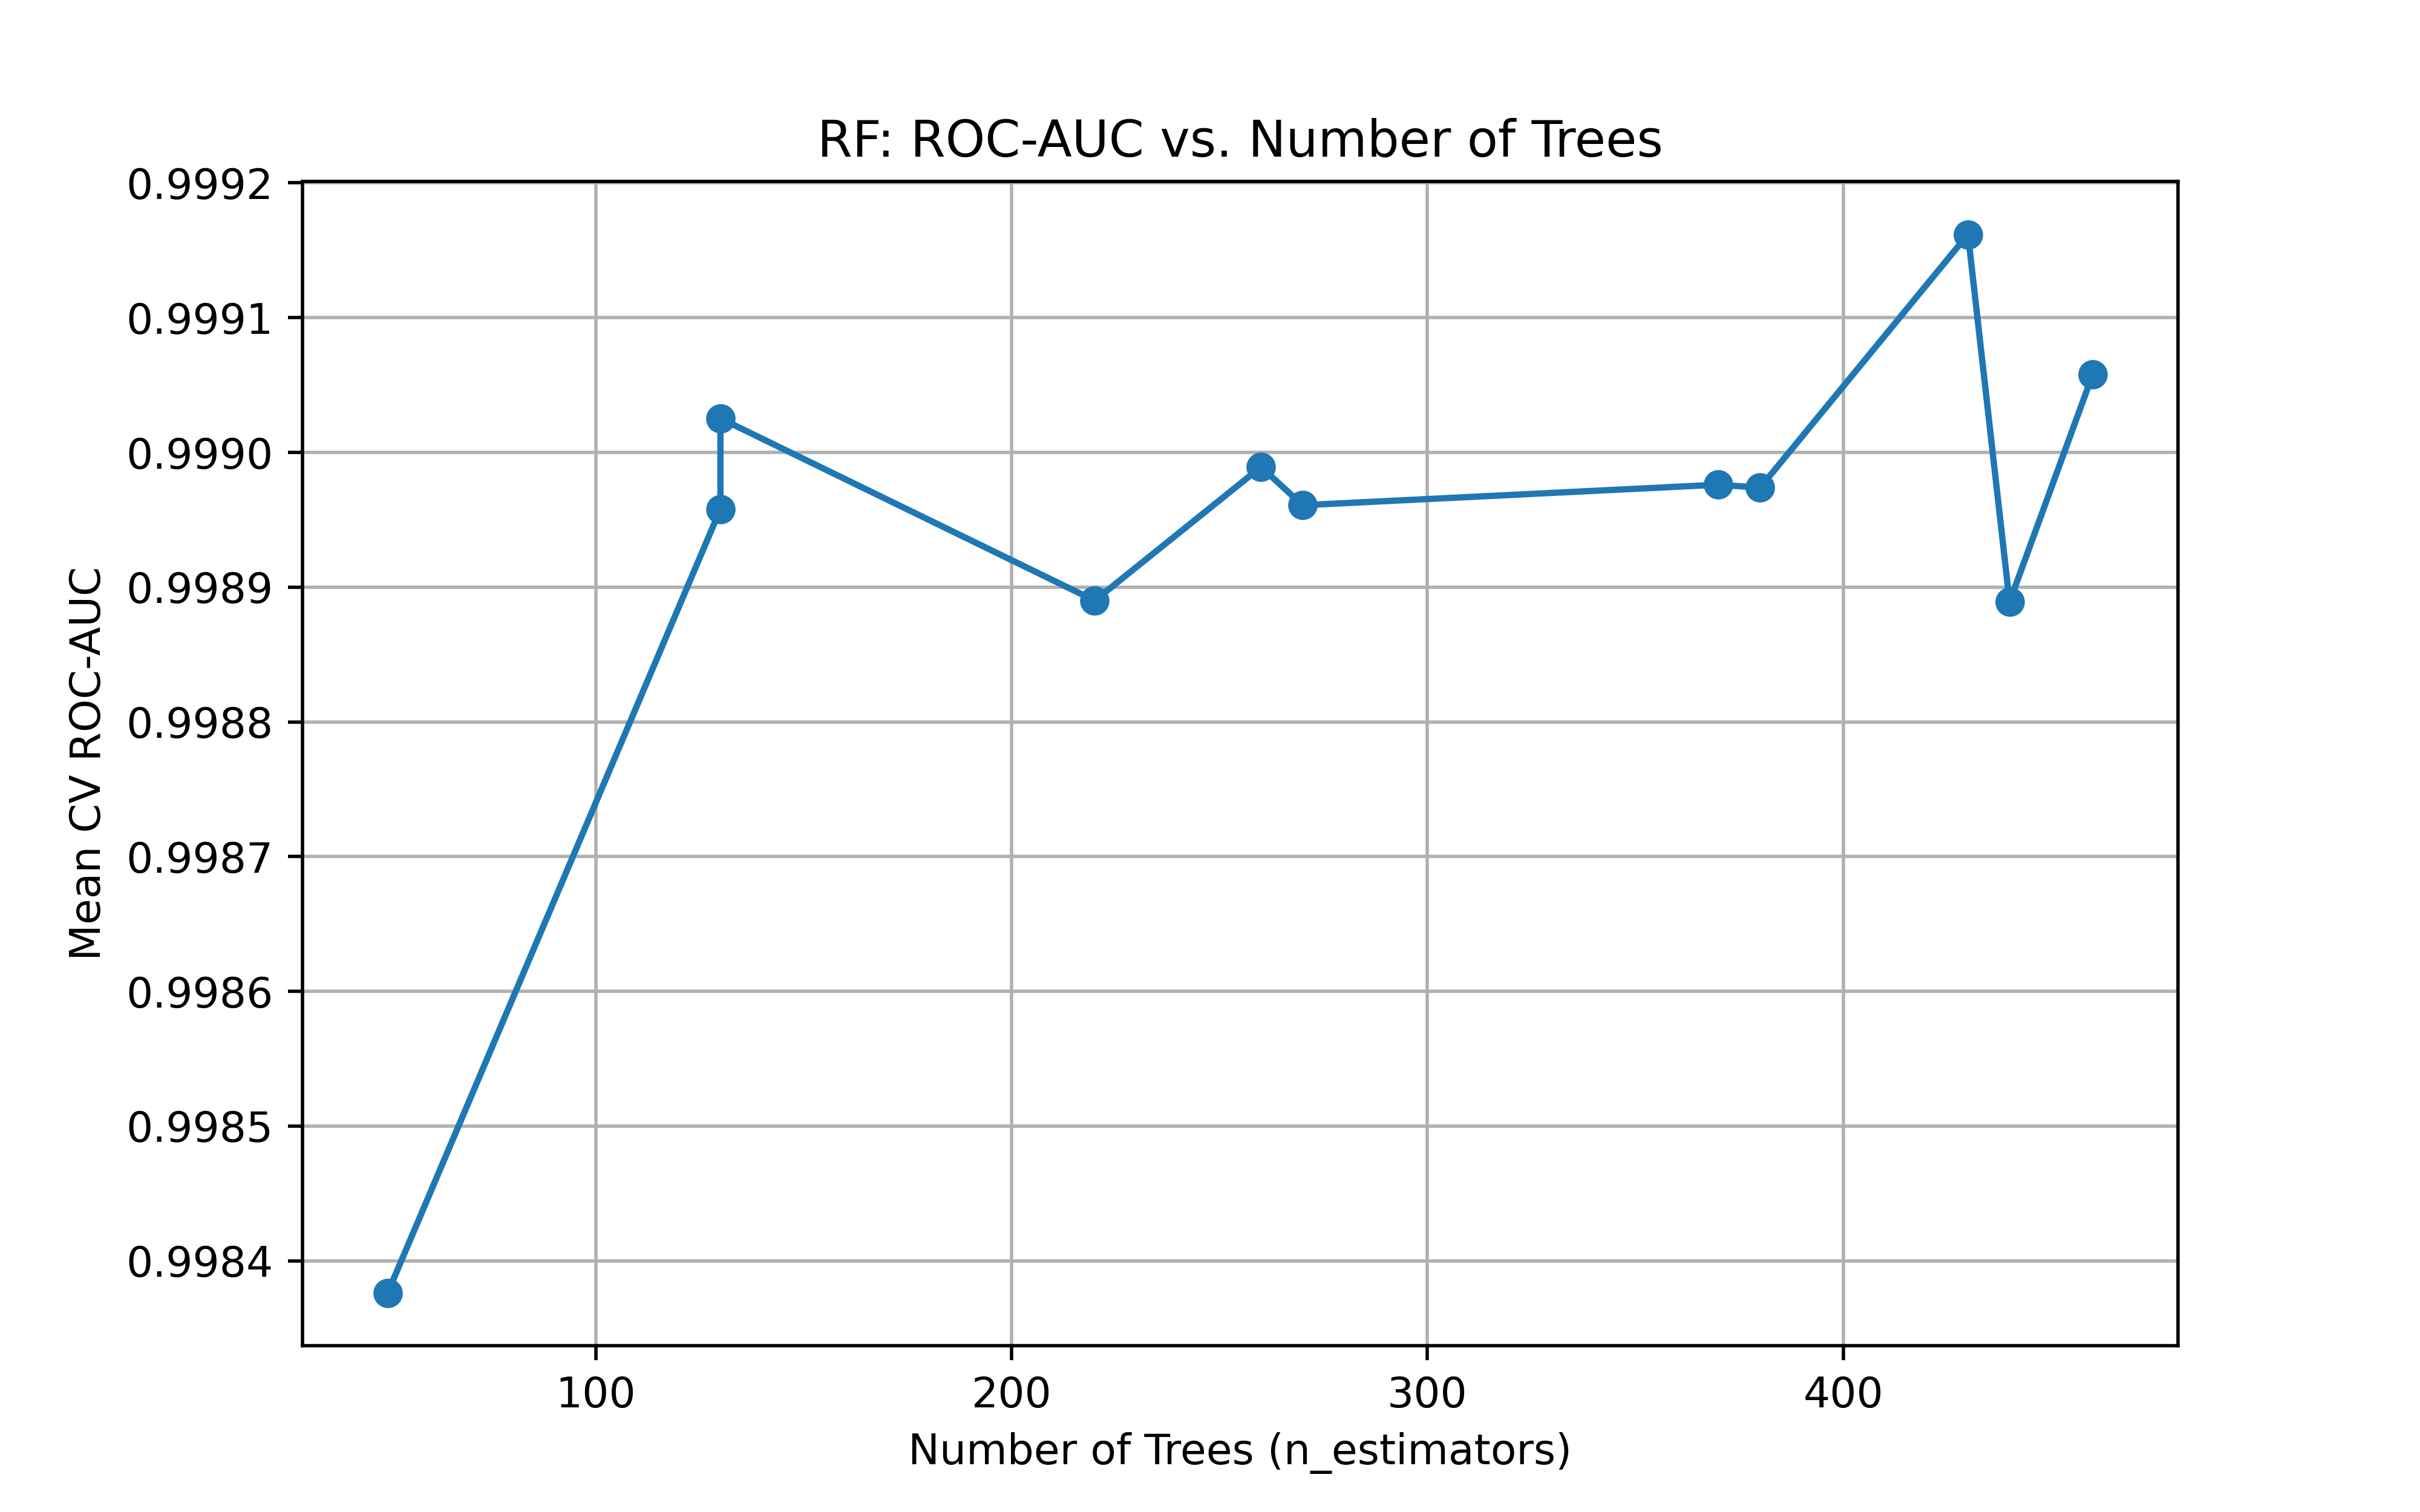 RF: ROC-AUC vs. Number of Trees
0.9992
0.9991
0.9990
0.9989
0.9988
0.9987
0.9986
0.9985
0.9984
Mean CV ROC-AUC
100 200 300 400
Number of Trees (n_estimators)